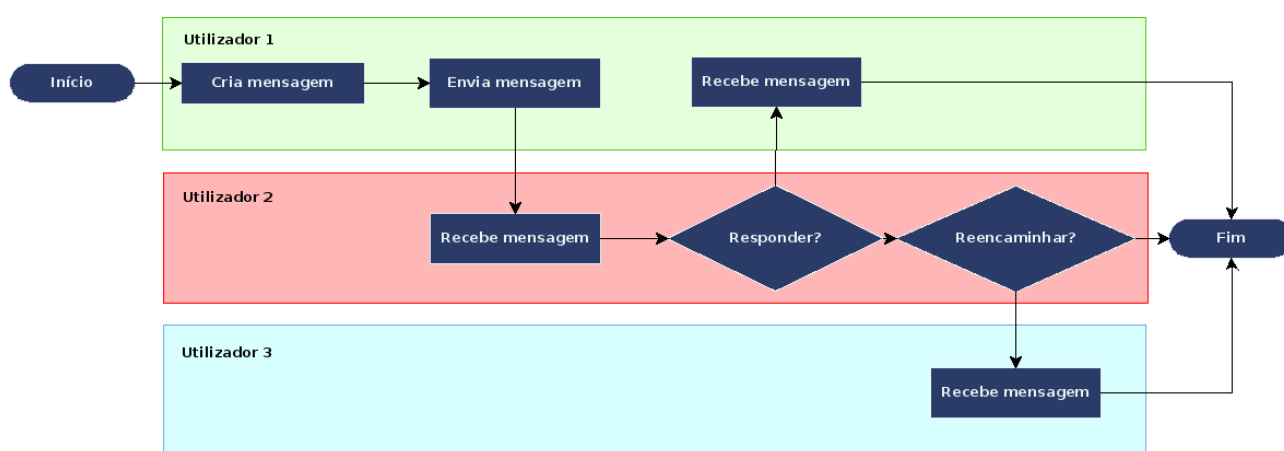 Utilizador 1
Início
Cria mensagem
Envia mensagem
Recebe mensagem
Utilizador 2
Recebe mensagem
Responder?
Reencaminhar?
Fim
Utilizador 3
Recebe mensagem